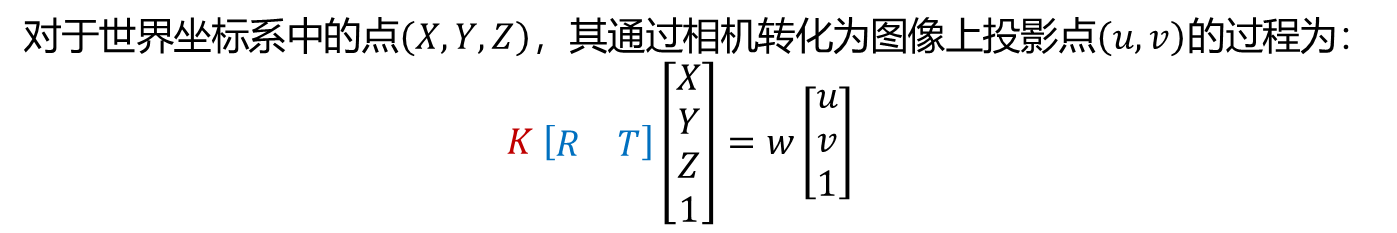 对于世界坐标系中的点(X, Y, Z)，其通过相机转化为图像上投影点(u, v)的过程为：
K [R T] [X Y Z 1] = w [u v 1]